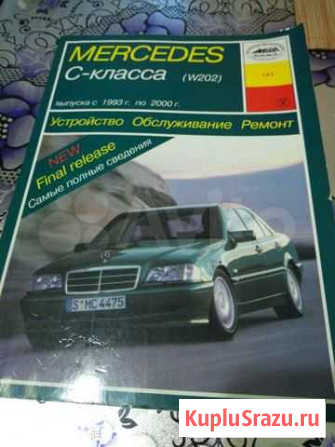 MERCEDES
С-класса (W202)
выпуска с 1993 г. по 2000 г.
Устройство Обслуживание Ремонт
NEW
Final release
Самые полные сведения
Avito
S·MC 4475
KupluSrazu.ru